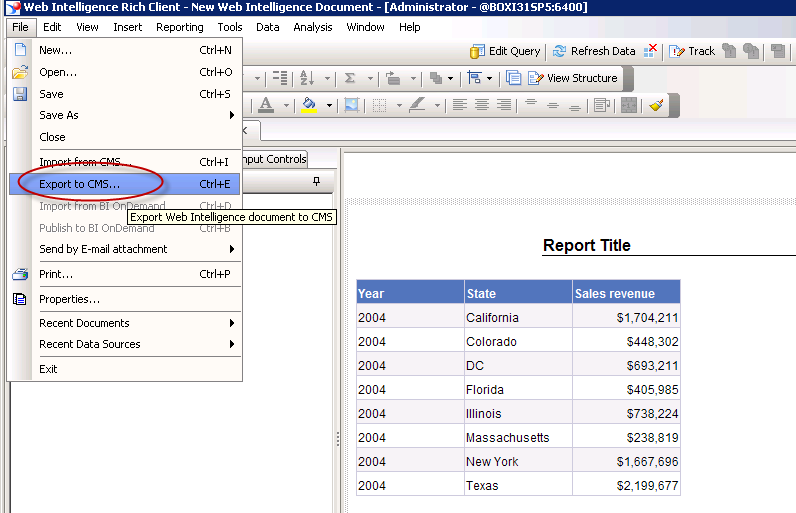 Web Intelligence Rich Client - New Web Intelligence Document - [Administrator - @BOXI31SP5:6400]
File Edit View Insert Reporting Tools Data Analysis Window Help
New... Ctrl+N
Edit Query Refresh Data Track
Open... Ctrl+O
View Structure
Save Ctrl+S
Save As
Close
Import from CMS... Ctrl+I
Input Controls
Export to CMS... Ctrl+E
Import from BI OnDemand Ctrl+D
Export Web Intelligence document to CMS
Publish to BI OnDemand Ctrl+B
Send by E-mail attachment
Print... Ctrl+P
Properties...
Recent Documents
Recent Data Sources
Exit
Report Title
Year State Sales revenue
2004 California $1,704,211
2004 Colorado $448,302
2004 DC $693,211
2004 Florida $405,985
2004 Illinois $738,224
2004 Massachusetts $238,819
2004 New York $1,667,696
2004 Texas $2,199,677